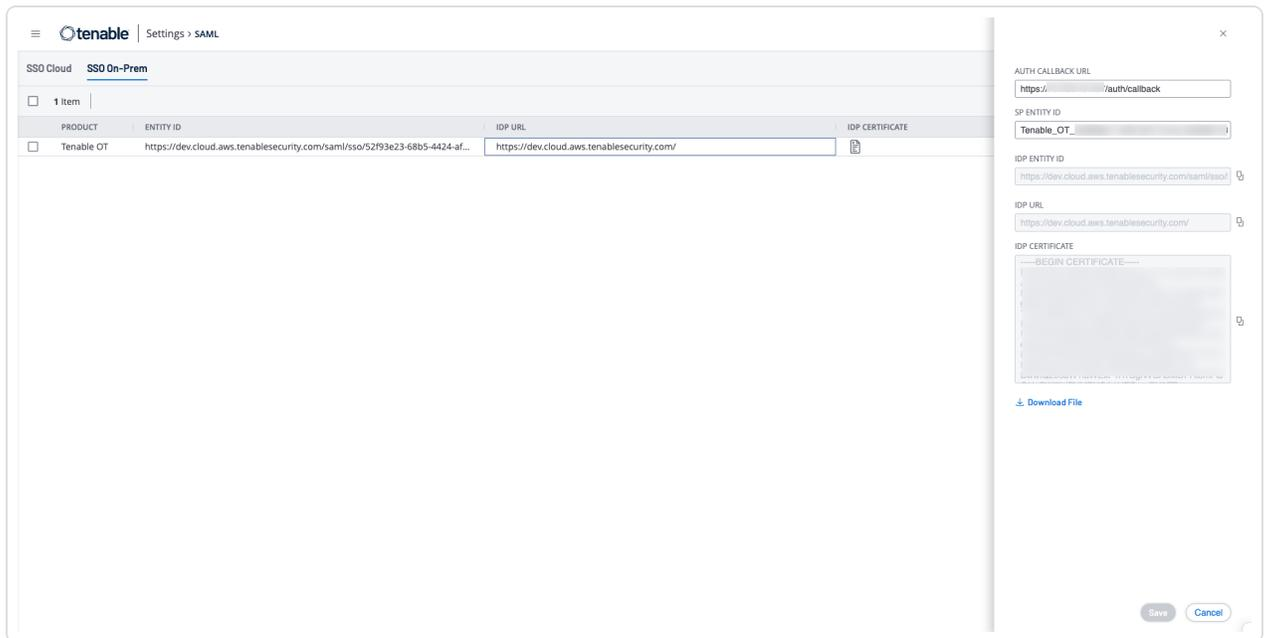 tenable Settings > SAML
SSO Cloud SSO On-Prem
1 Item
PRODUCT ENTITY ID IDP URL IDP CERTIFICATE
Tenable OT https://dev.cloud.aws.tenablesecurity.com/saml/sso/52f93e23-68b5-4424-af... https://dev.cloud.aws.tenablesecurity.com/
AUTH CALLBACK URL
https:/ /auth/callback
SP ENTITY ID
Tenable_OT_
IDP ENTITY ID
https://dev.cloud.aws.tenablesecurity.com/saml/sso/
IDP URL
https://dev.cloud.aws.tenablesecurity.com/
IDP CERTIFICATE
-----BEGIN CERTIFICATE-----
Download File
Save Cancel